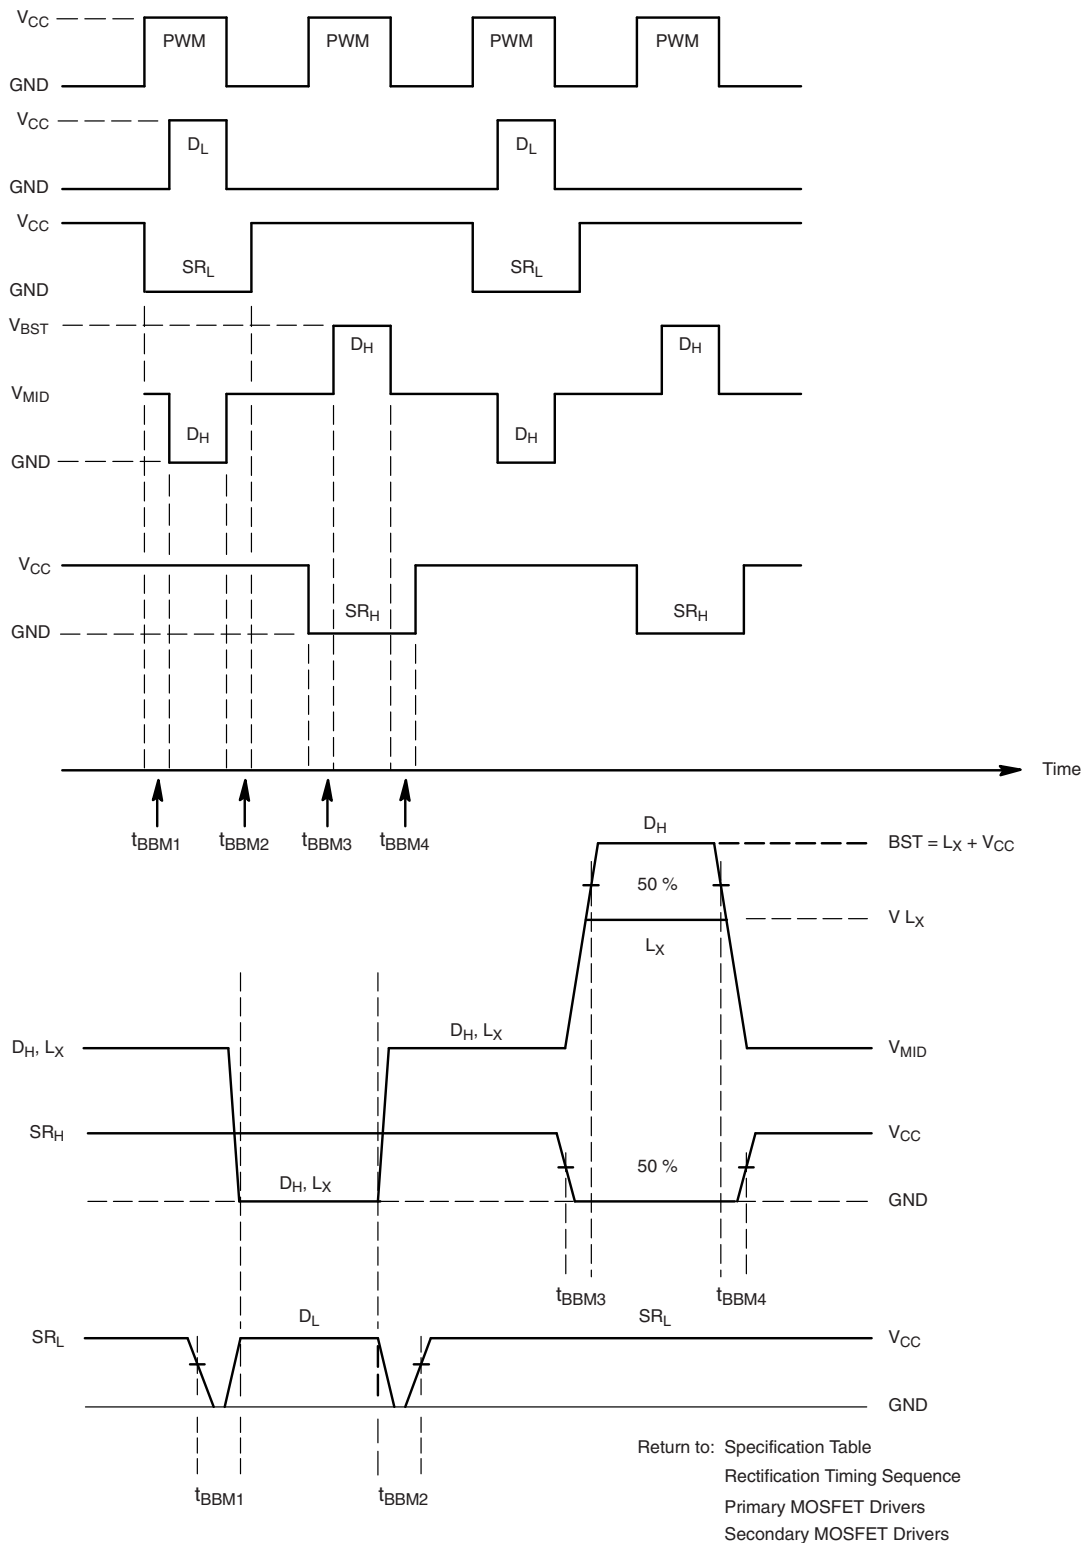 VCC
PWM PWM PWM PWM
GND
VCC
DL DL
GND
VCC
SRL SRL
GND
VBST
DH DH
VMID
DH DH
GND
VCC
SRH SRH
GND
Time
tBBM1 tBBM2 tBBM3 tBBM4
DH
BST = LX + VCC
50 %
V LX
LX
DH, LX
DH, LX
VMID
SRH
VCC
50 %
DH, LX
GND
tBBM3 tBBM4
DL
SRL
SRL
VCC
GND
tBBM1 tBBM2
Return to: Specification Table
Rectification Timing Sequence
Primary MOSFET Drivers
Secondary MOSFET Drivers